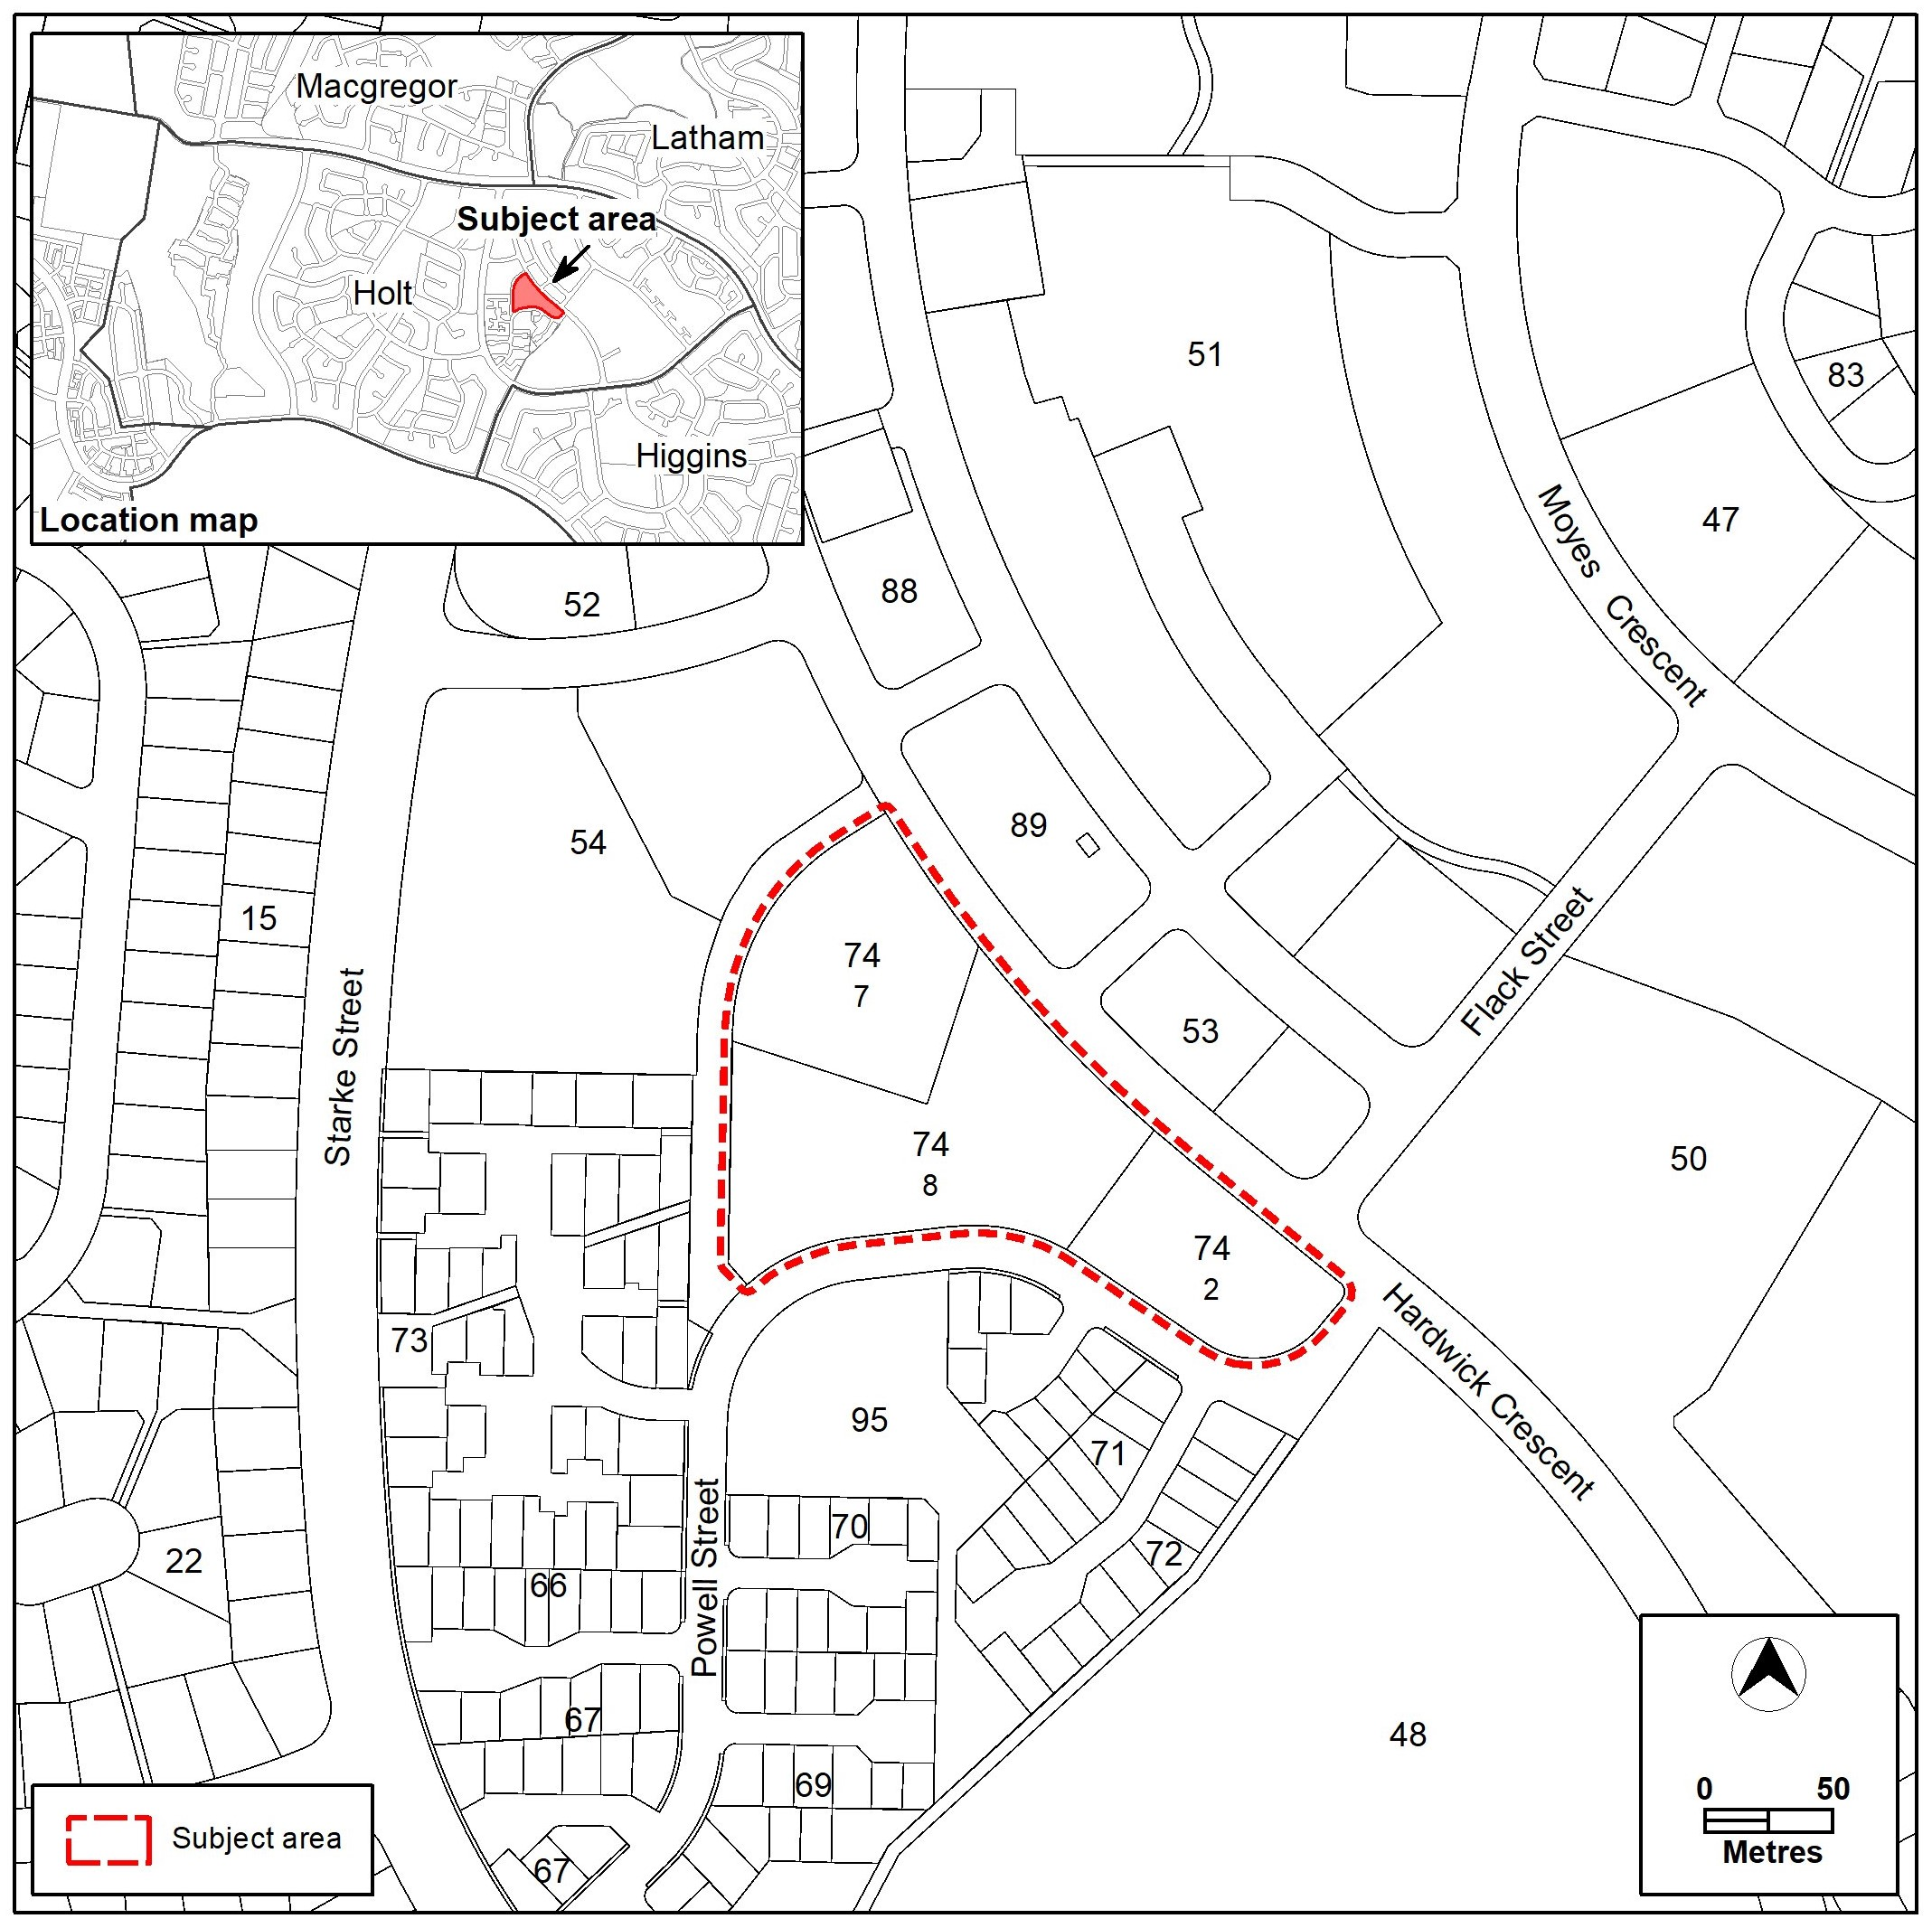 Macgregor
Latham
Subject area
Holt
Higgins
Location map
51
83
47
Moyes Crescent
52
88
89
54
15
74
7
53
Flack Street
Starke Street
74
8
50
74
2
73
Hardwick Crescent
95
71
70
72
22
66
Powell Street
67
48
69
67
Subject area
0 50
Metres